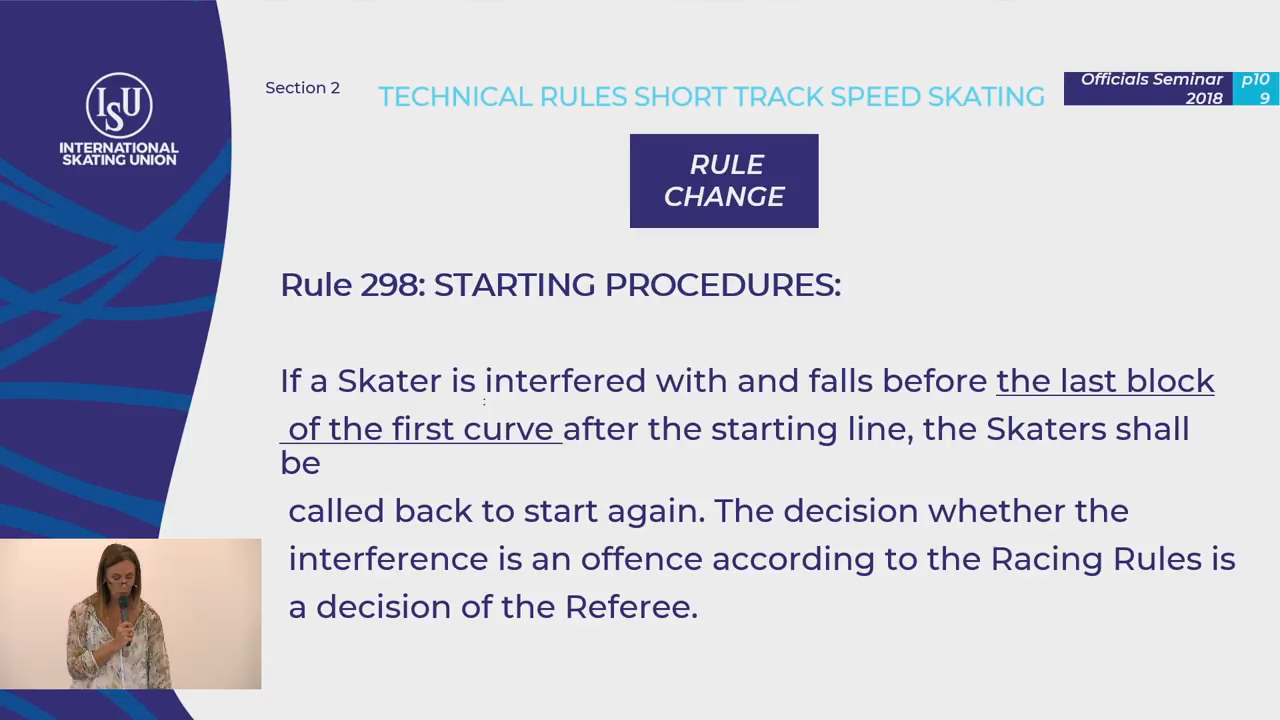 ISU
INTERNATIONAL
SKATING UNION
Section 2
TECHNICAL RULES SHORT TRACK SPEED SKATING
Officials Seminar
2018
p10
9
RULE
CHANGE
Rule 298: STARTING PROCEDURES:
If a Skater is interfered with and falls before the last block
of the first curve after the starting line, the Skaters shall
be
called back to start again. The decision whether the
interference is an offence according to the Racing Rules is
a decision of the Referee.